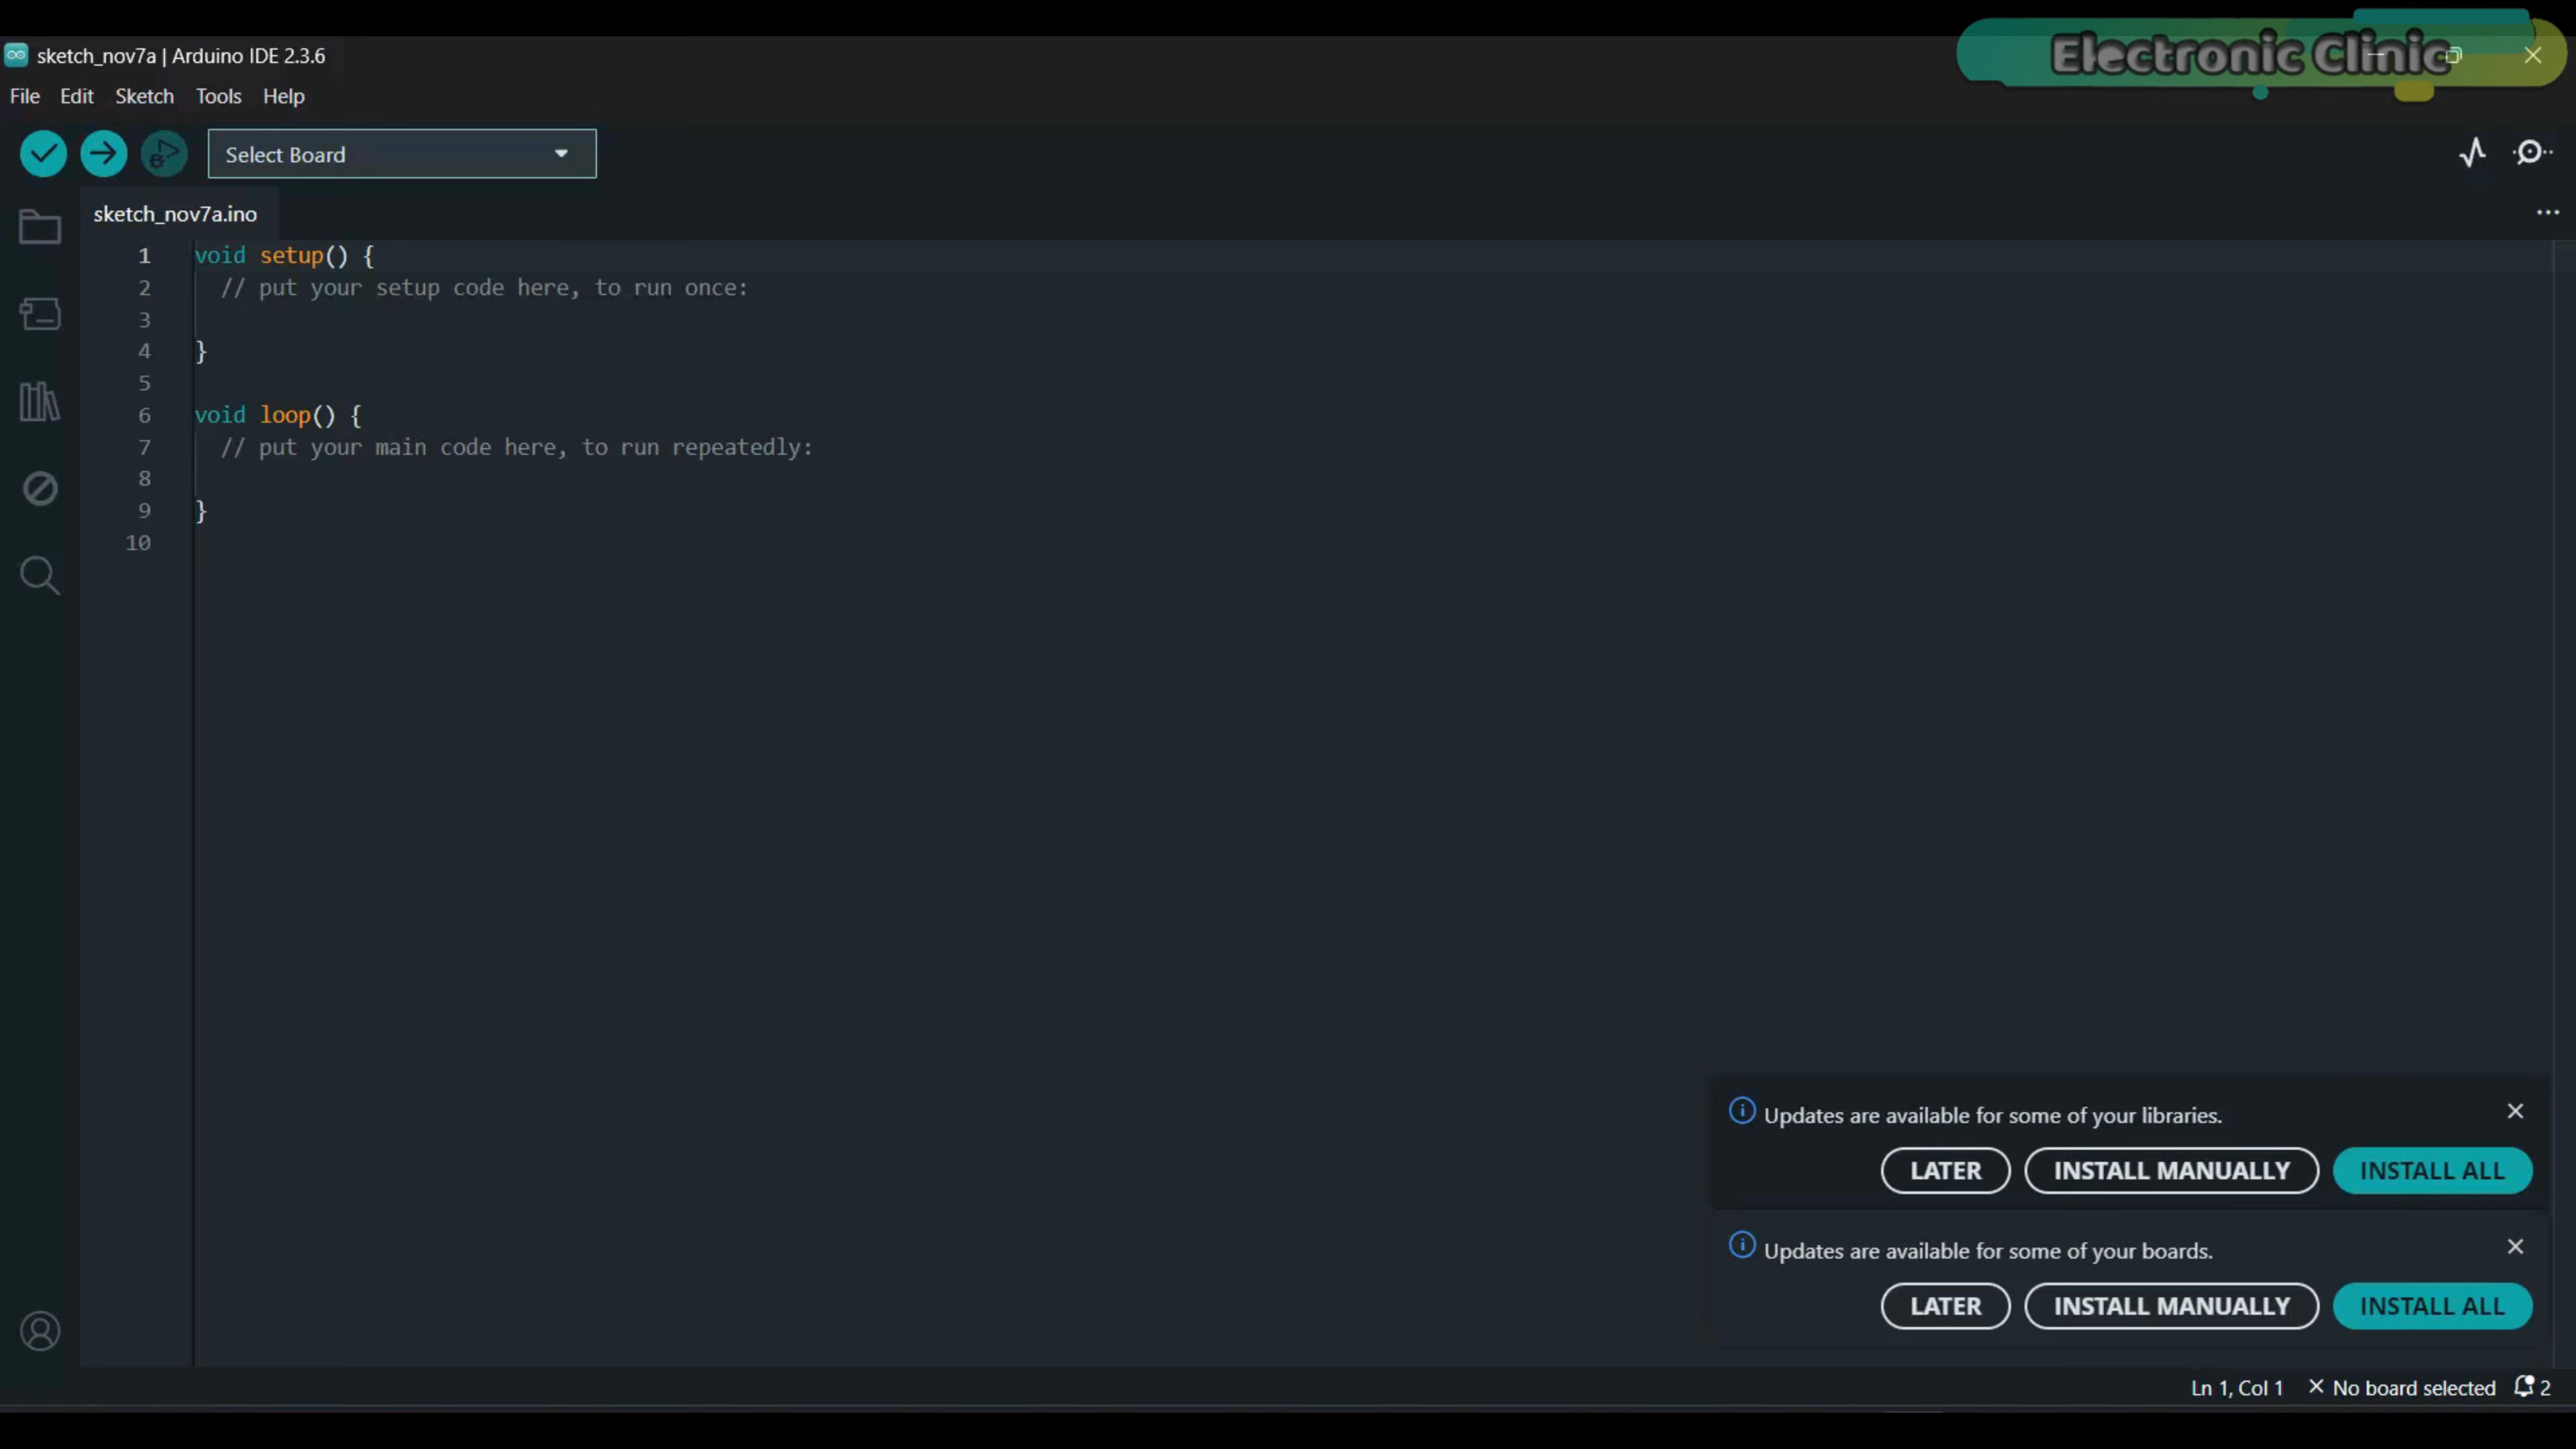 Electronic Clinic
sketch_nov7a | Arduino IDE 2.3.6
File Edit Sketch Tools Help
Select Board
sketch_nov7a.ino
1 void setup() {
2 // put your setup code here, to run once:
3
4 }
5
6 void loop() {
7 // put your main code here, to run repeatedly:
8
9 }
10
Updates are available for some of your libraries.
LATER INSTALL MANUALLY INSTALL ALL
Updates are available for some of your boards.
LATER INSTALL MANUALLY INSTALL ALL
Ln 1, Col 1 No board selected 2